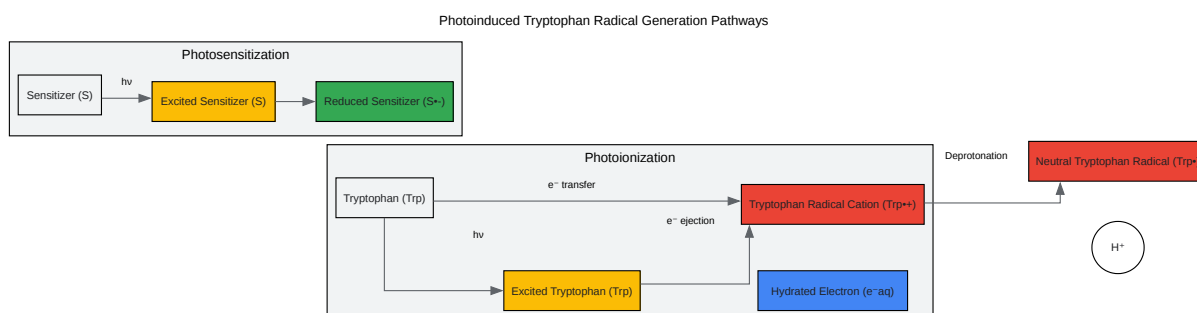 Photoinduced Tryptophan Radical Generation Pathways
Photosensitization
Sensitizer (S)
hν
Excited Sensitizer (S)
Reduced Sensitizer (S•-)
Photoionization
Deprotonation
Neutral Tryptophan Radical (Trp•
Tryptophan (Trp)
e⁻ transfer
Tryptophan Radical Cation (Trp•+)
e⁻ ejection
hν
H⁺
Excited Tryptophan (Trp)
Hydrated Electron (e⁻aq)